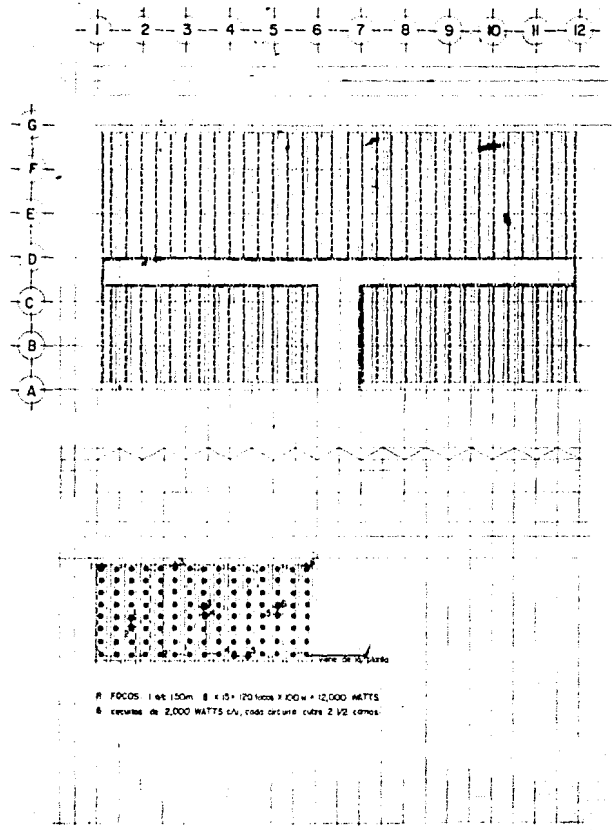 1 2 3 4 5 6 7 8 9 10 11 12
G
F
E
D
C
B
A
viene de la planta
FOCOS 1 1.50m 8 x 15 = 120 focos x 100 w = 12,000 WATTS
6 circuitos de 2,000 WATTS c/u, cada circuito cubre 2 1/2 camas